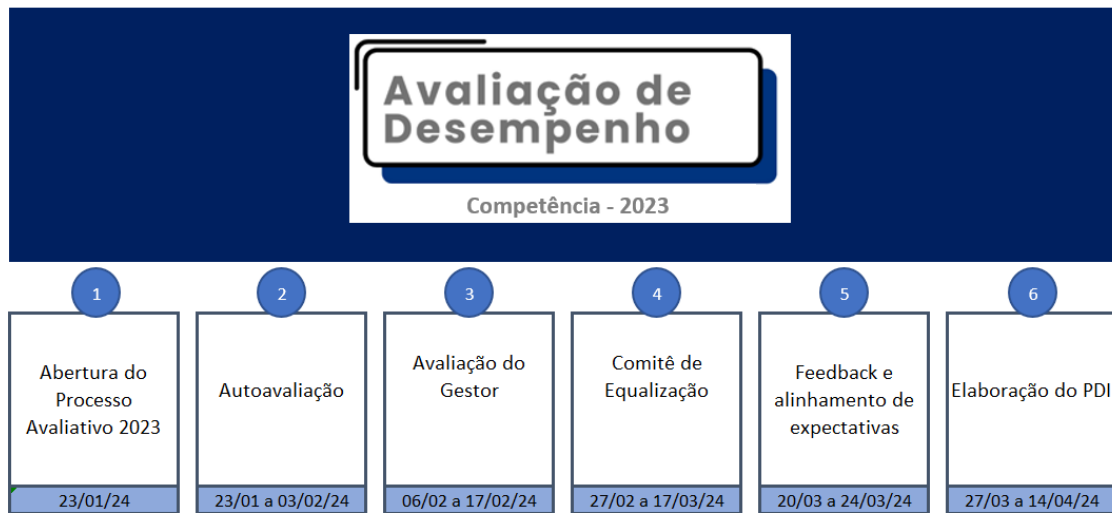 Avaliação de
Desempenho
Competência - 2023
1
Abertura do
Processo
Avaliativo 2023
23/01/24
2
Autoavaliação
23/01 a 03/02/24
3
Avaliação do
Gestor
06/02 a 17/02/24
4
Comitê de
Equalização
27/02 a 17/03/24
5
Feedback e
alinhamento de
expectativas
20/03 a 24/03/24
6
Elaboração do PDI
27/03 a 14/04/24